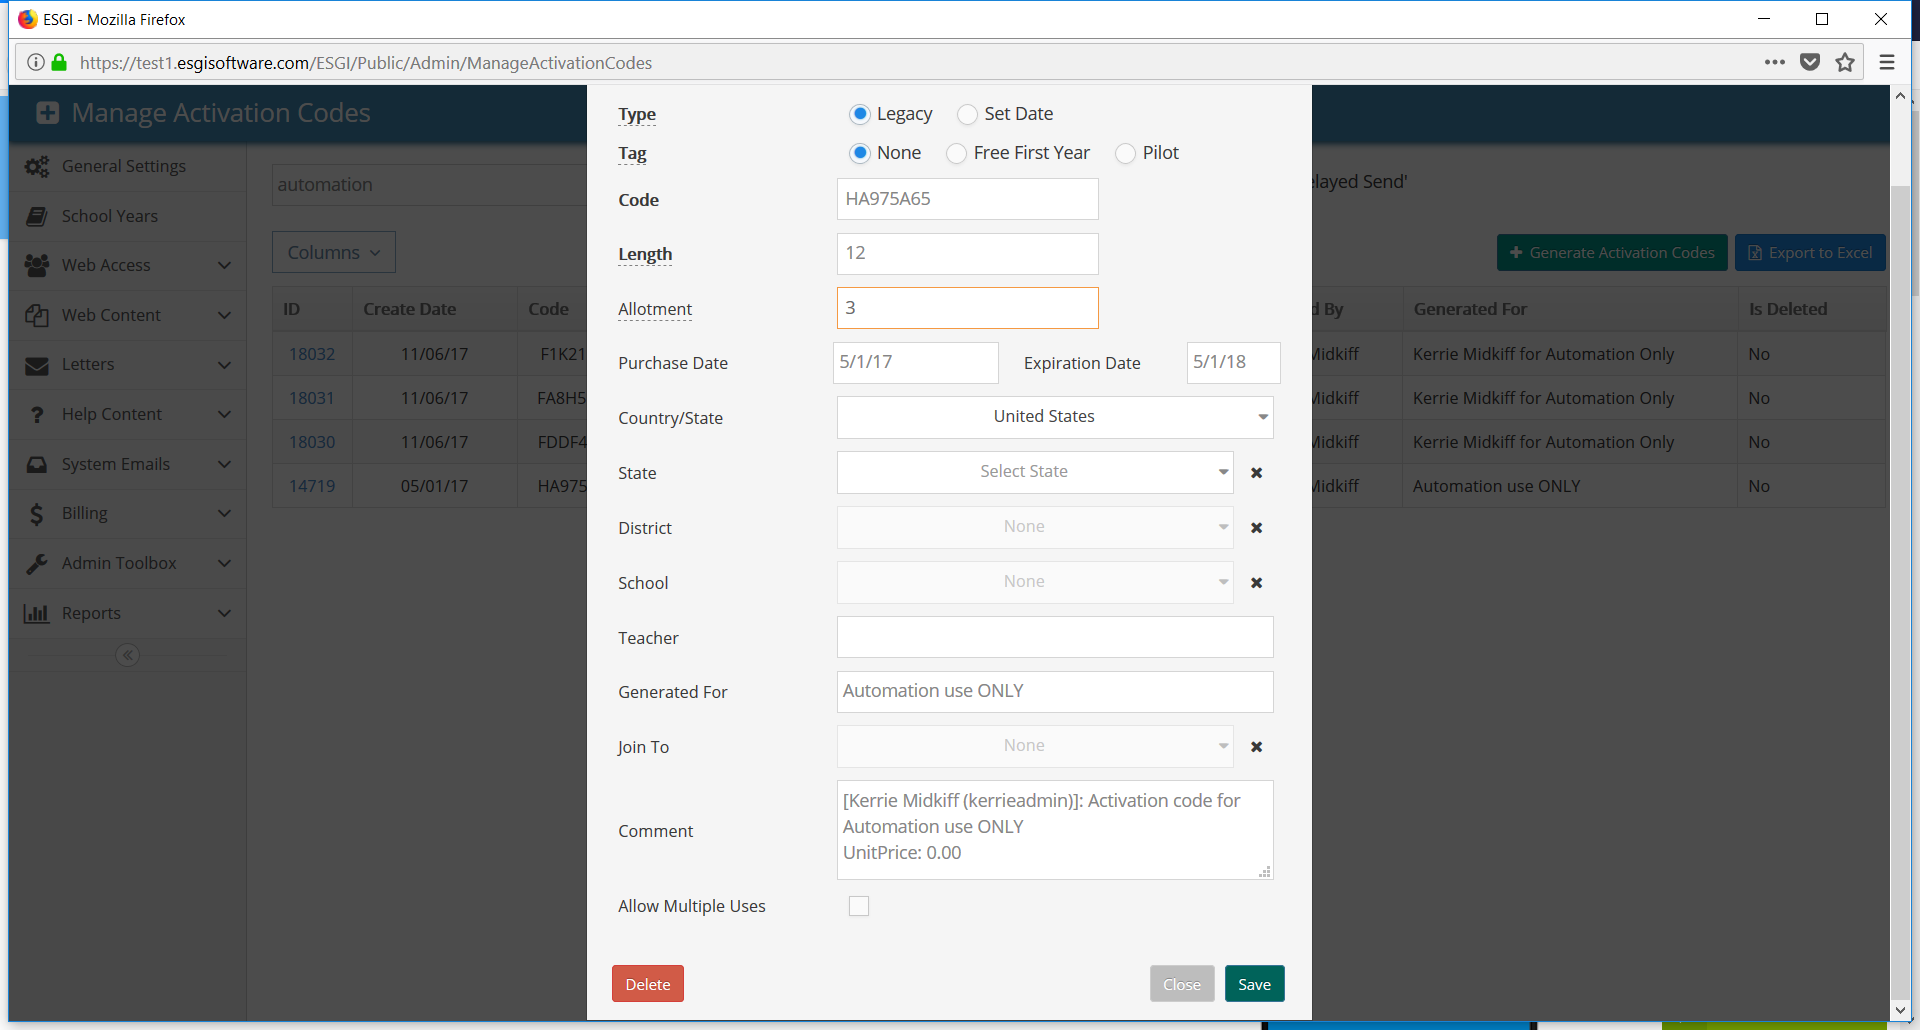 ESGI - Mozilla Firefox
https://test1.esgisoftware.com/ESGI/Public/Admin/ManageActivationCodes
Manage Activation Codes
General Settings
School Years
Web Access
Web Content
Letters
Help Content
System Emails
Billing
Admin Toolbox
Reports
automation
elayed Send'
Columns
Generate Activation Codes
Export to Excel
ID Create Date Code d By Generated For Is Deleted
18032 11/06/17 F1K21 Midkiff Kerrie Midkiff for Automation Only No
18031 11/06/17 FA8H5 Midkiff Kerrie Midkiff for Automation Only No
18030 11/06/17 FDDF4 Midkiff Kerrie Midkiff for Automation Only No
14719 05/01/17 HA975 Midkiff Automation use ONLY No
Type Legacy Set Date
Tag None Free First Year Pilot
Code HA975A65
Length 12
Allotment 3
Purchase Date 5/1/17 Expiration Date 5/1/18
Country/State United States
State Select State
District None
School None
Teacher
Generated For Automation use ONLY
Join To None
Comment
[Kerrie Midkiff (kerrieadmin)]: Activation code for
Automation use ONLY
UnitPrice: 0.00
Allow Multiple Uses
Delete Close Save